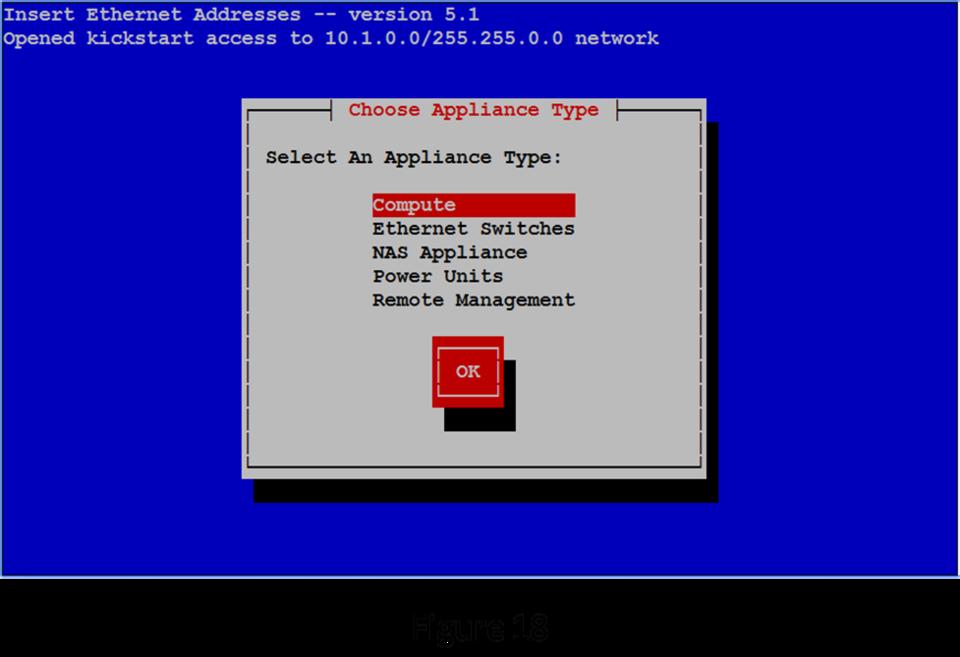 Insert Ethernet Addresses -- version 5.1
Opened kickstart access to 10.1.0.0/255.255.0.0 network
Choose Appliance Type
Select An Appliance Type:
Compute
Ethernet Switches
NAS Appliance
Power Units
Remote Management
OK
Figure 18